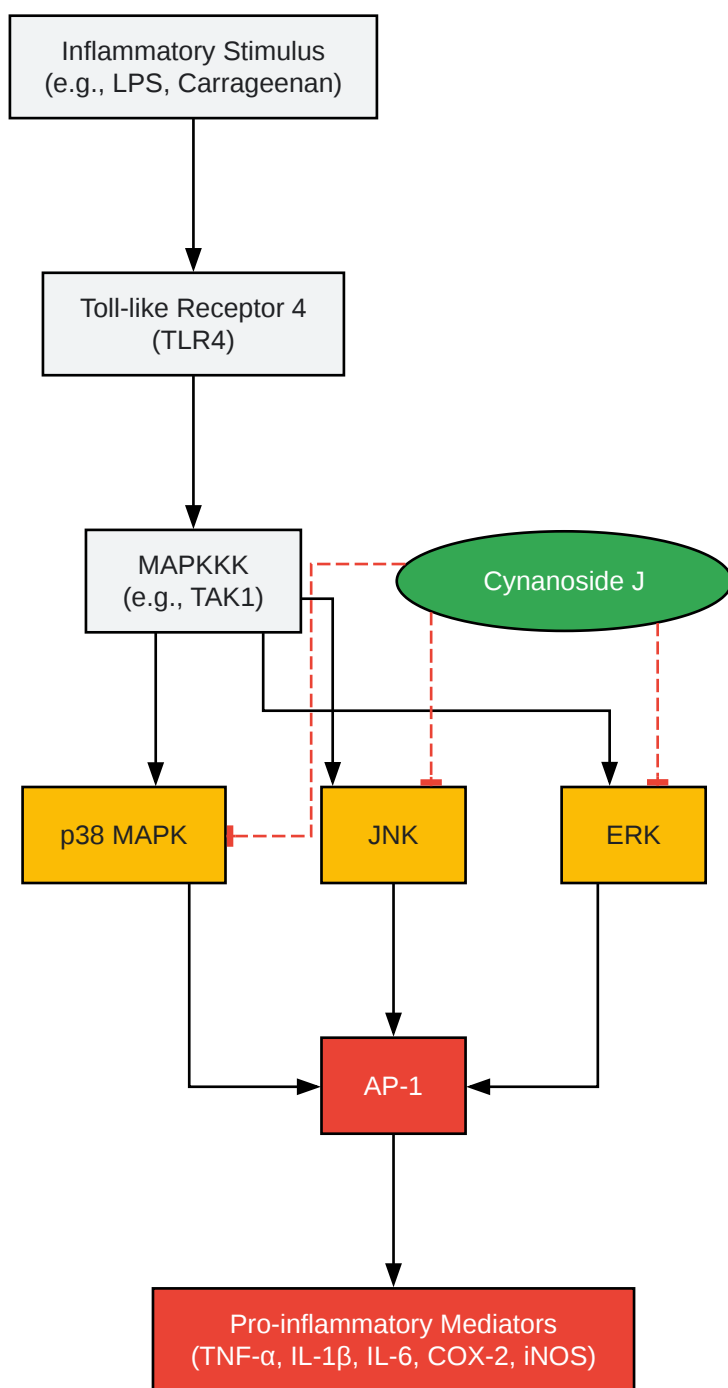 Inflammatory Stimulus
(e.g., LPS, Carrageenan)
Toll-like Receptor 4
(TLR4)
MAPKKK
(e.g., TAK1)
Cynanoside J
p38 MAPK
JNK
ERK
AP-1
Pro-inflammatory Mediators
(TNF-α, IL-1β, IL-6, COX-2, iNOS)